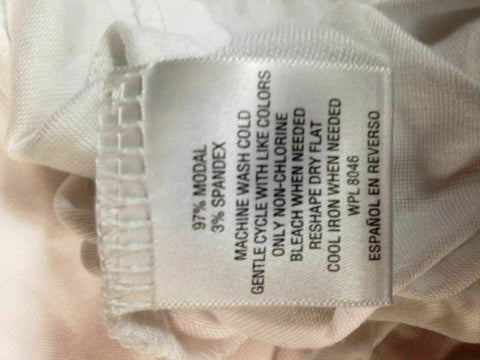 97% MODAL
3% SPANDEX
MACHINE WASH COLD
GENTLE CYCLE WITH LIKE COLORS
ONLY NON-CHLORINE
BLEACH WHEN NEEDED
RESHAPE DRY FLAT
COOL IRON WHEN NEEDED
WPL 8046
ESPAÑOL EN REVERSO